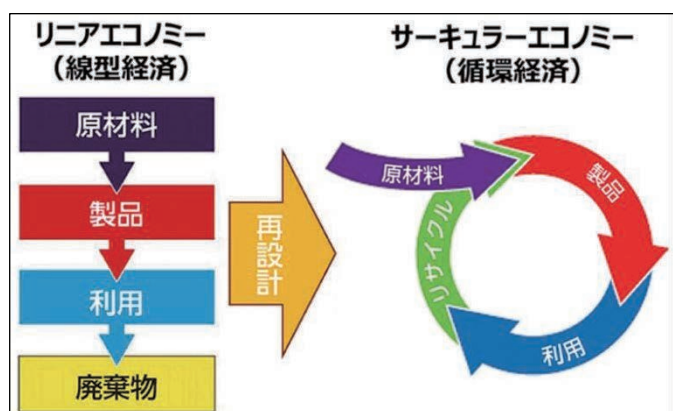 リニアエコノミー
（線型経済）
原材料
製品
利用
廃棄物
再設計
サーキュラーエコノミー
（循環経済）
原材料
製品
利用
リサイクル